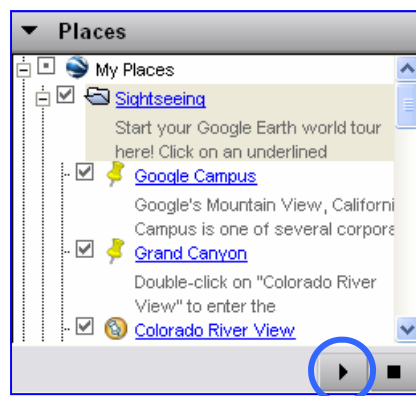 Places
My Places
Sightseeing
Start your Google Earth world tour
here! Click on an underlined
Google Campus
Google's Mountain View, Californi
Campus is one of several corpora
Grand Canyon
Double-click on "Colorado River
View" to enter the
Colorado River View